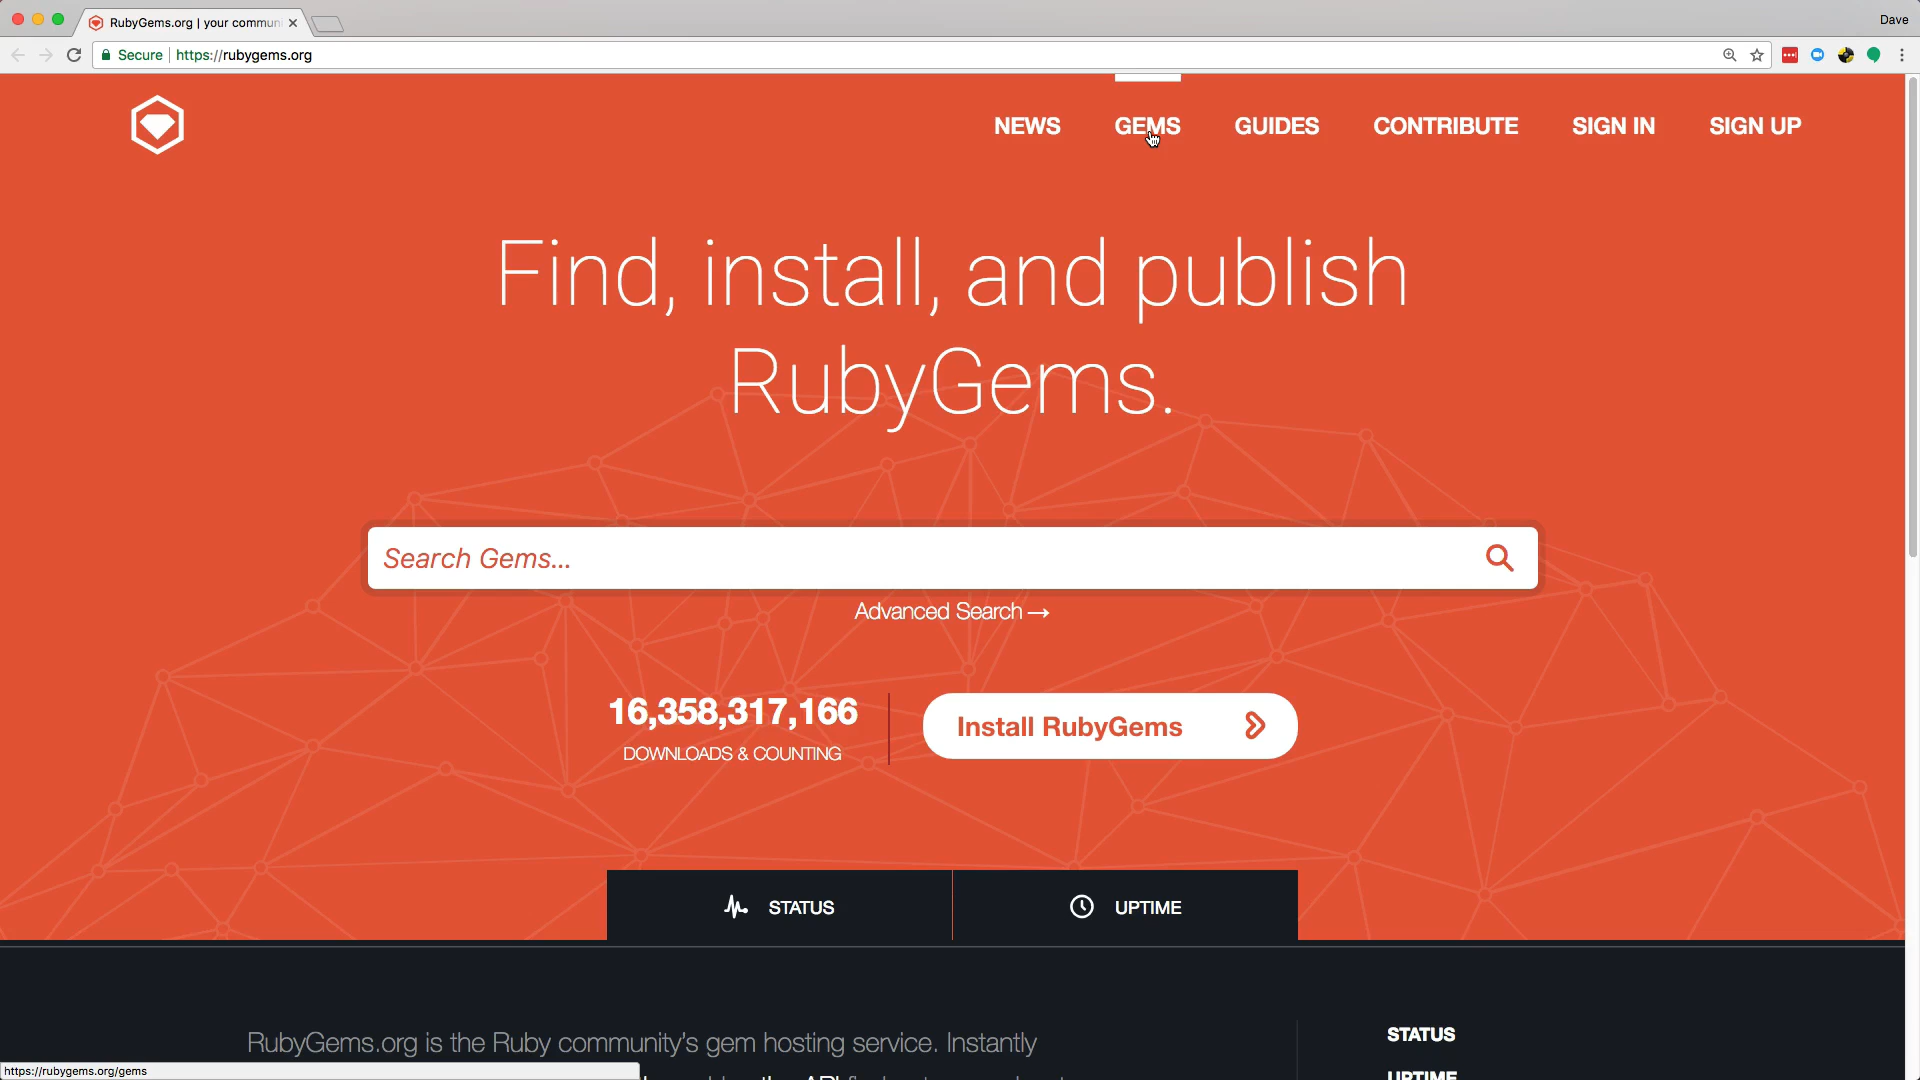 RubyGems.org | your commun
Dave
Secure
https://rubygems.org
NEWS
GEMS
GUIDES
CONTRIBUTE
SIGN IN
SIGN UP
Find, install, and publish
RubyGems.
Search Gems...
Advanced Search →
16,358,317,166
DOWNLOADS & COUNTING
Install RubyGems
STATUS
UPTIME
RubyGems.org is the Ruby community's gem hosting service. Instantly
STATUS
UPTIME
https://rubygems.org/gems